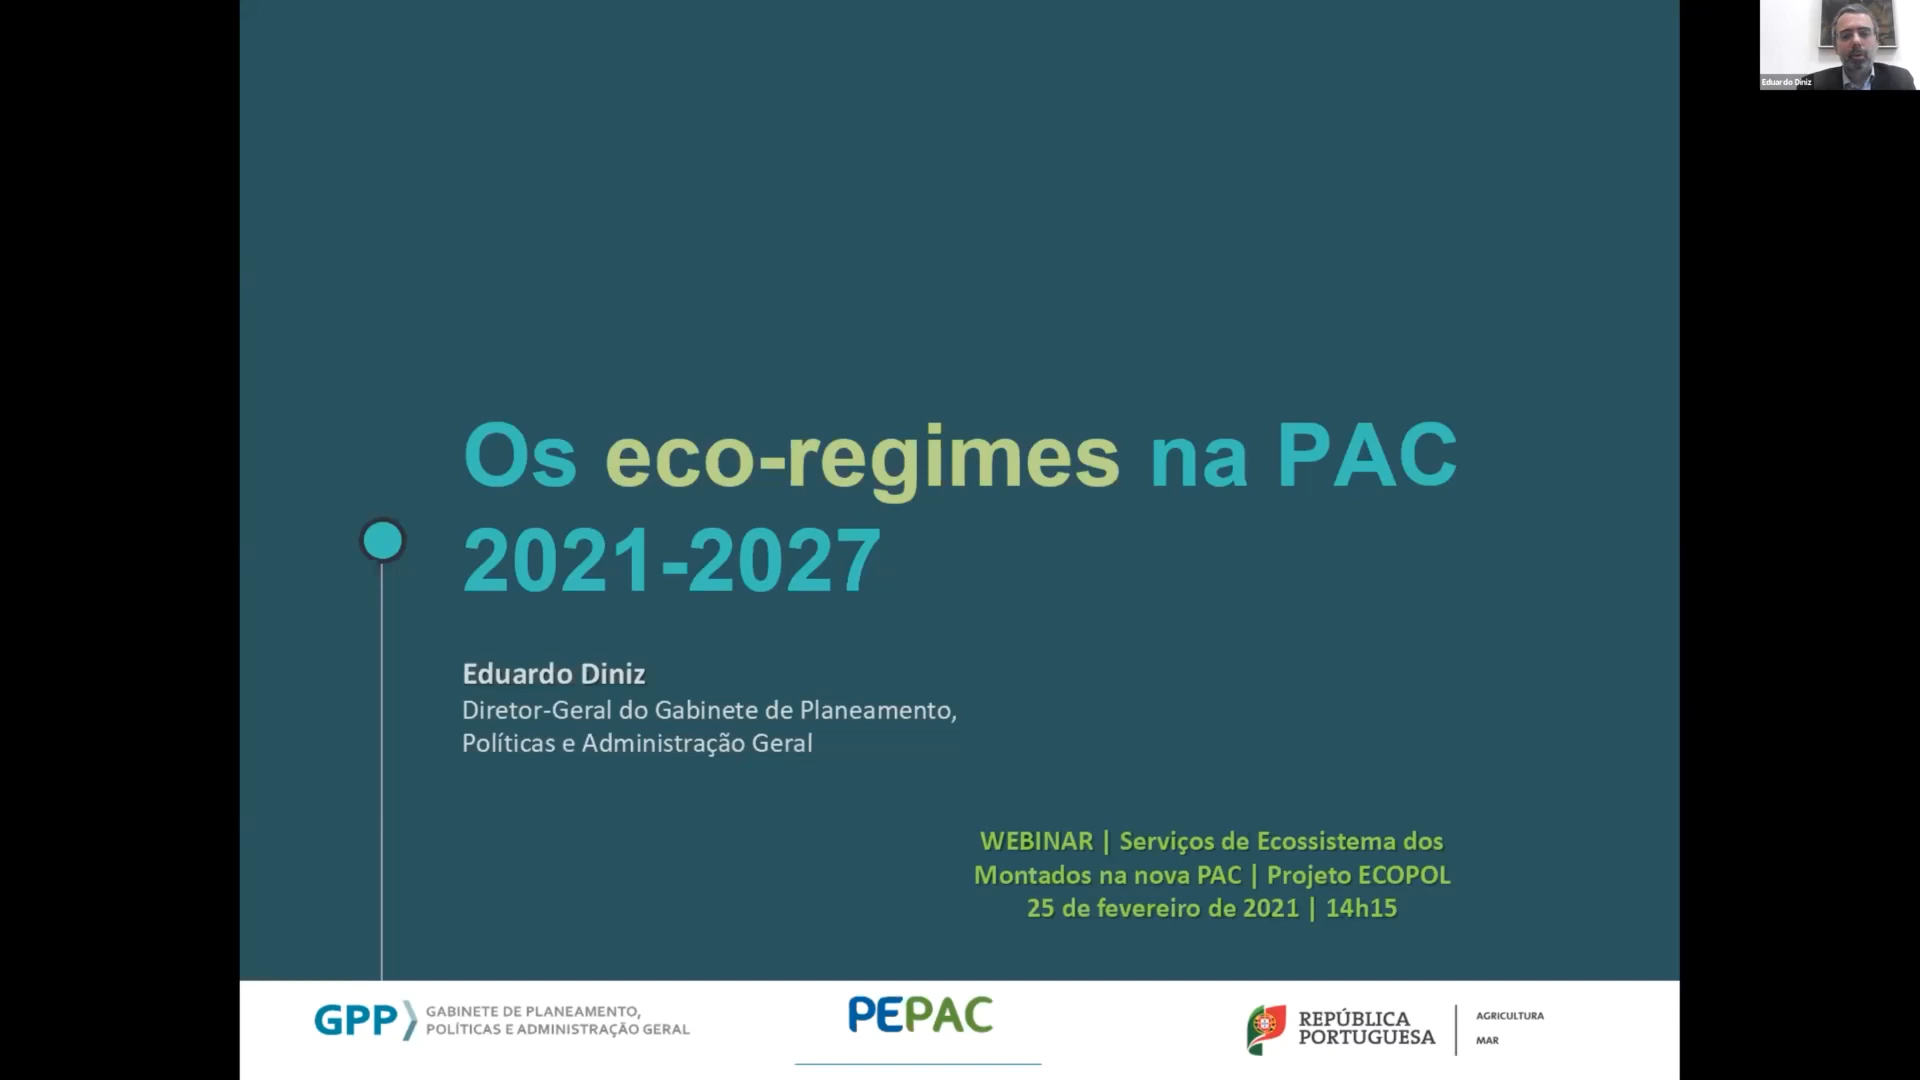 Eduardo Diniz
Os eco-regimes na PAC
2021-2027
Eduardo Diniz
Diretor-Geral do Gabinete de Planeamento,
Políticas e Administração Geral
WEBINAR | Serviços de Ecossistema dos
Montados na nova PAC | Projeto ECOPOL
25 de fevereiro de 2021 | 14h15
GPP
GABINETE DE PLANEAMENTO,
POLÍTICAS E ADMINISTRAÇÃO GERAL
PEPAC
REPÚBLICA
PORTUGUESA
AGRICULTURA
MAR